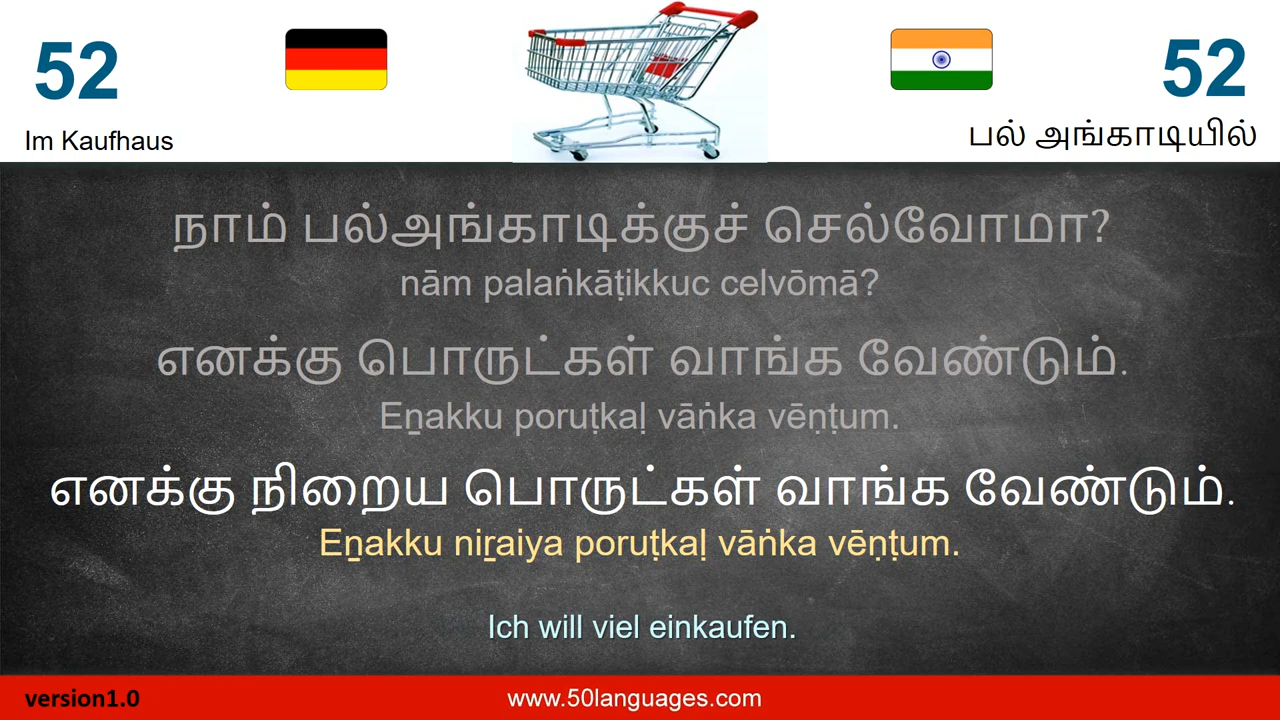 52
52
Im Kaufhaus
பல் அங்காடியில்
நாம் பல்அங்காடிக்குச் செல்வோமா?
nām palaṅkāṭikkuc celvōmā?
எனக்கு பொருட்கள் வாங்க வேண்டும்.
Eṉakku poruṭkaḷ vāṅka vēṇṭum.
எனக்கு நிறைய பொருட்கள் வாங்க வேண்டும்.
Eṉakku niṟaiya poruṭkaḷ vāṅka vēṇṭum.
Ich will viel einkaufen.
version1.0
www.50languages.com